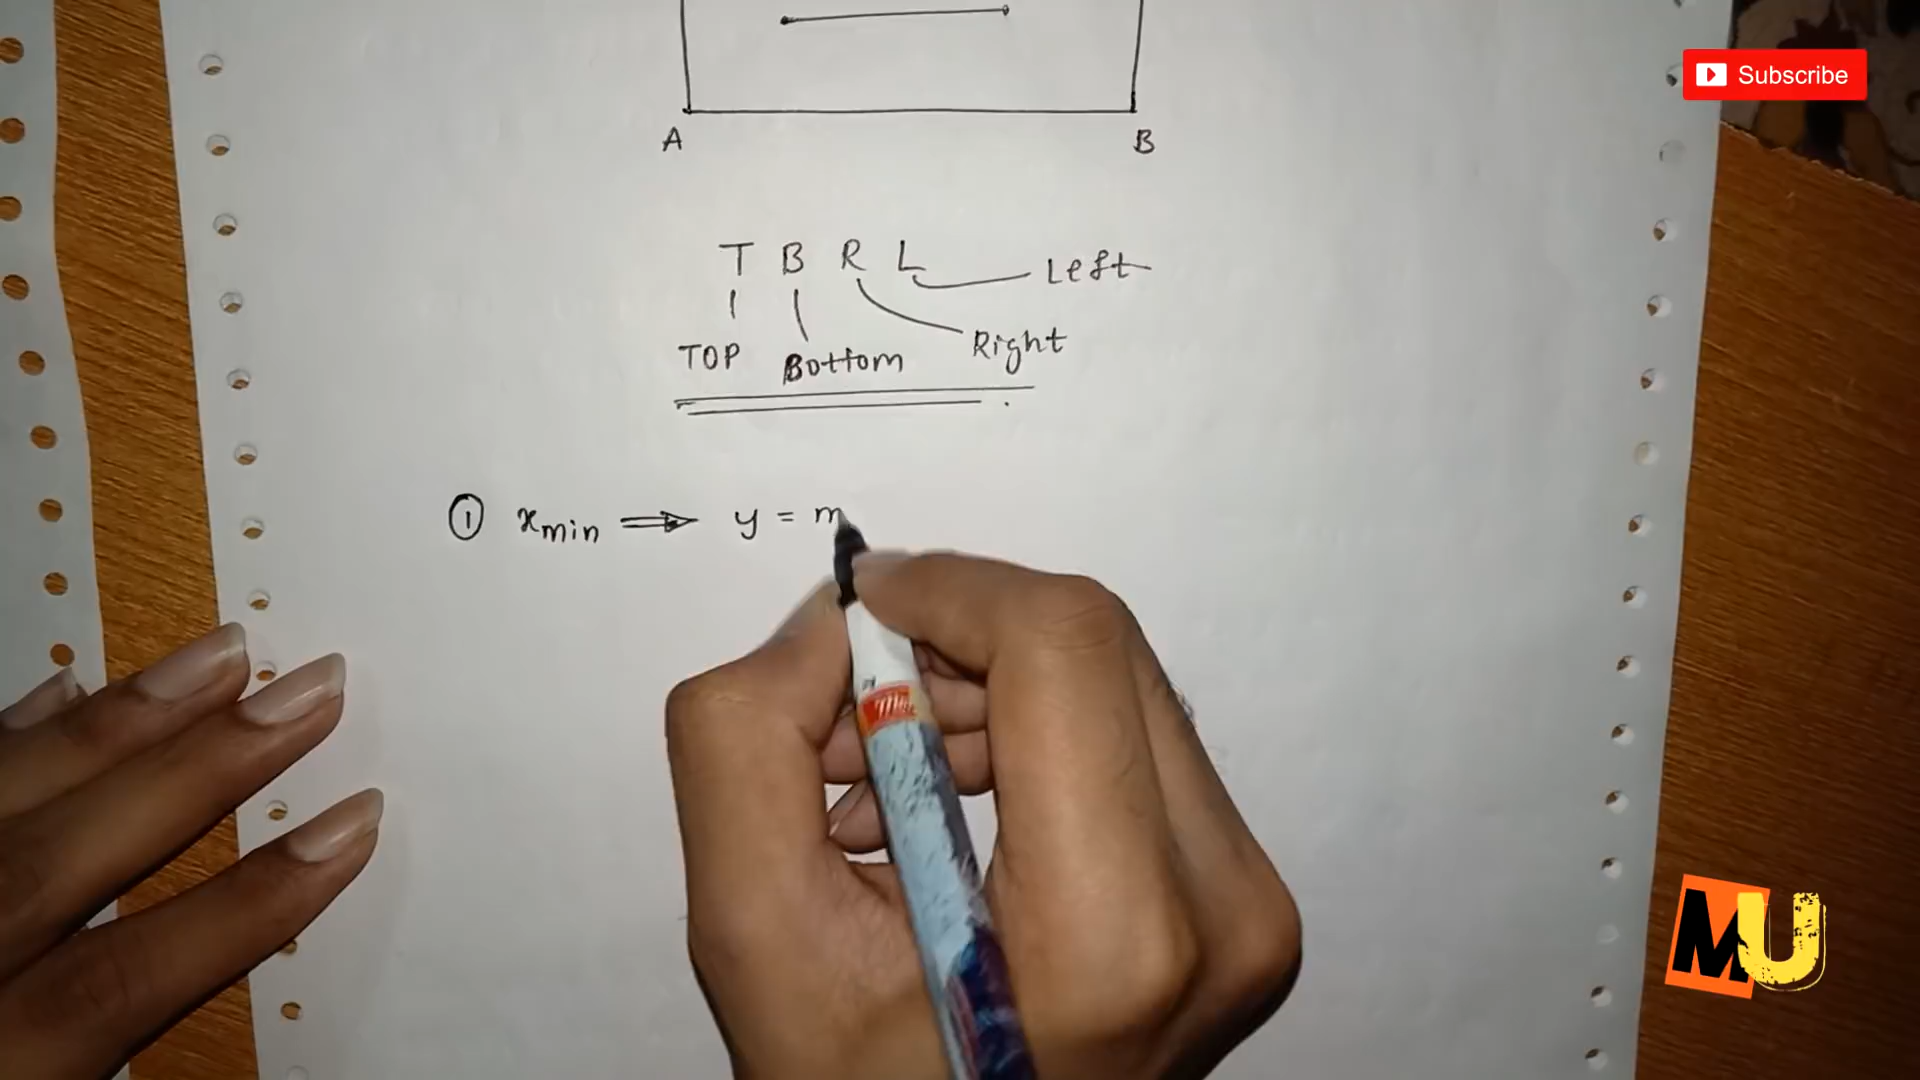 Subscribe
A B
T B R L Left
TOP Bottom Right
① xmin ⇒ y = m
MU